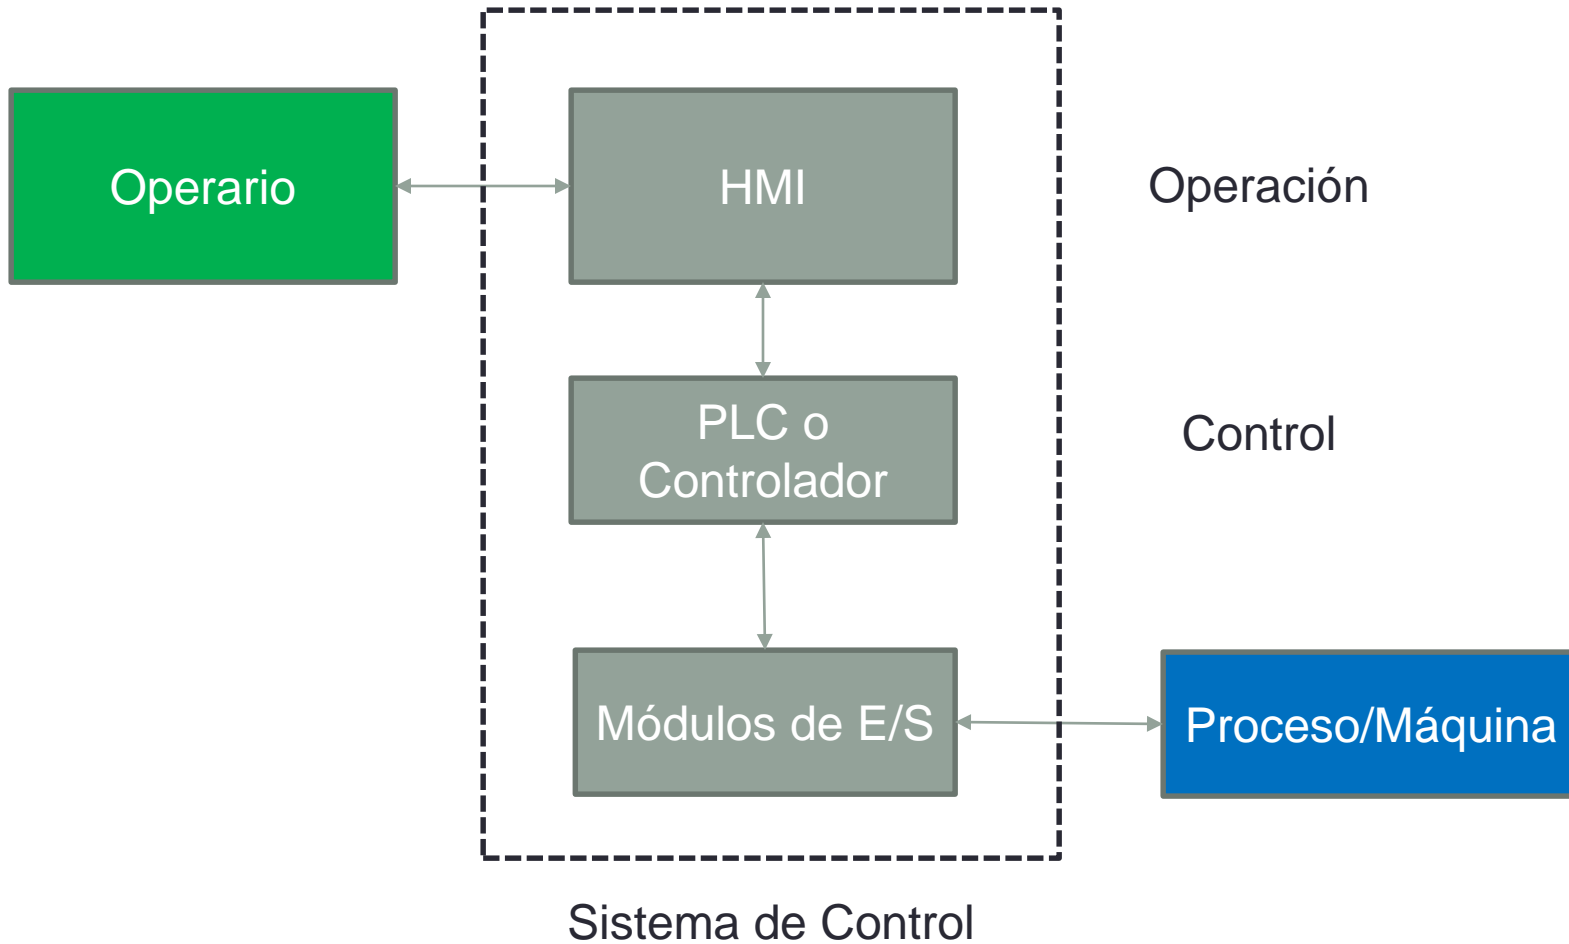 Operario
HMI
Operación
PLC o
Controlador
Control
Módulos de E/S
Proceso/Máquina
Sistema de Control